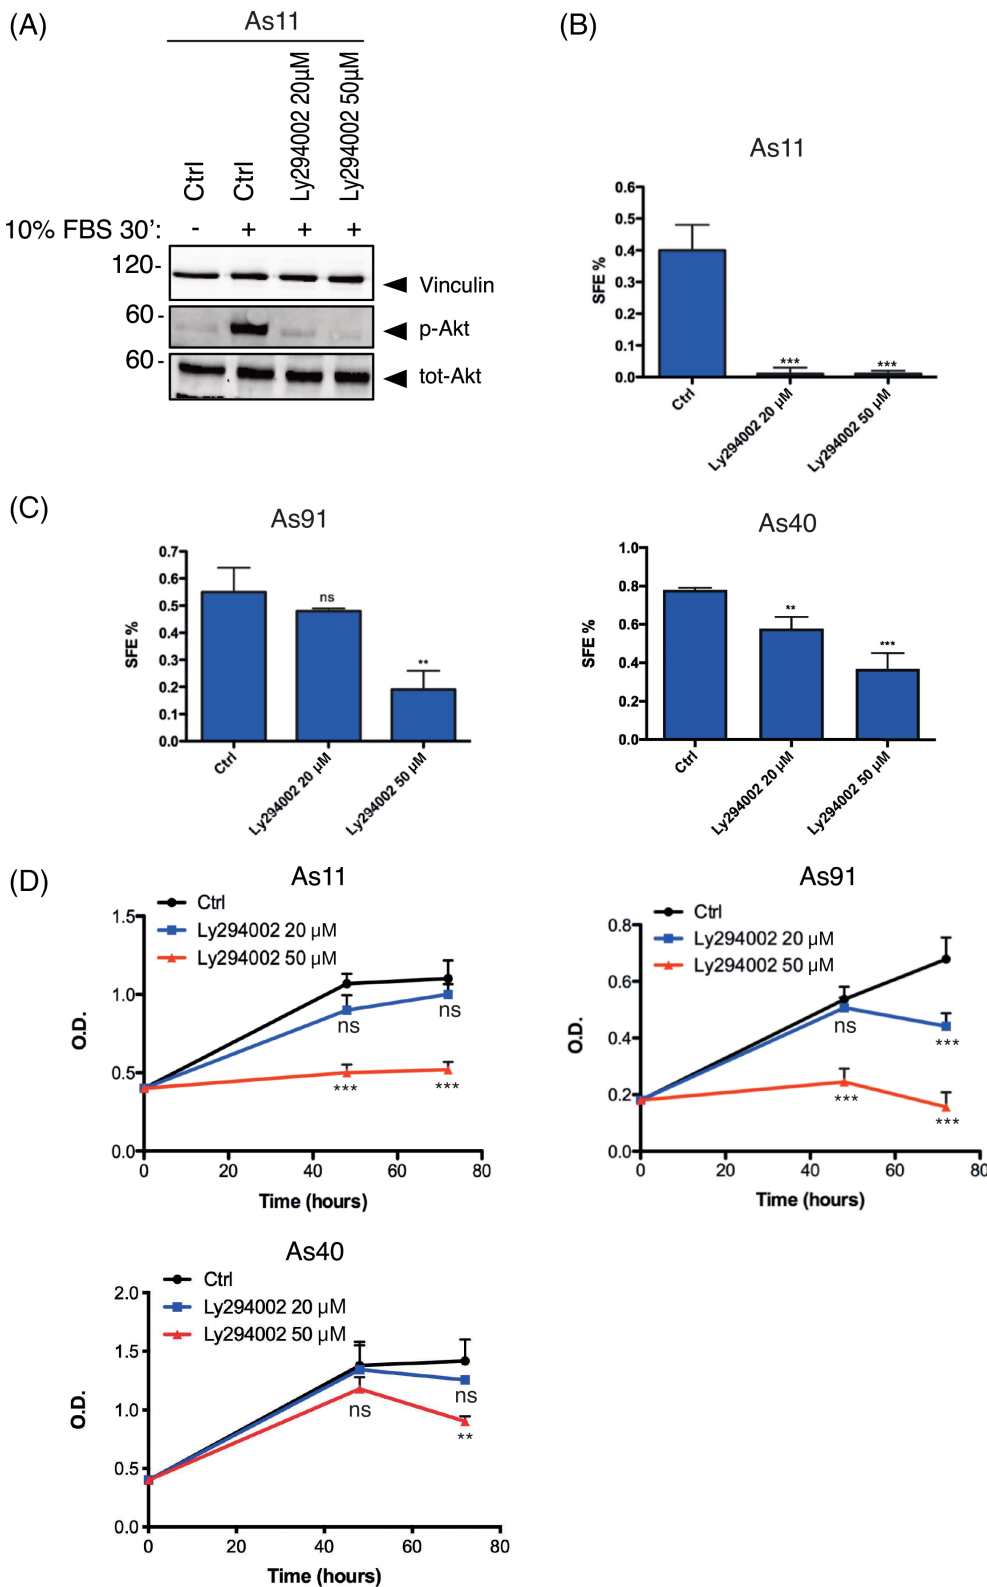 (A)
As11
Ctrl
Ctrl
Ly294002 20µM
Ly294002 50µM
10% FBS 30’: - + + +
120-
Vinculin
60-
p-Akt
60-
tot-Akt
(B)
As11
0.6
0.5
0.4
0.3
0.2
0.1
0.0
SFE %
***
***
Ctrl
Ly294002 20 µM
Ly294002 50 µM
(C)
As91
0.7
0.6
0.5
0.4
0.3
0.2
0.1
0.0
SFE %
ns
**
Ctrl
Ly294002 20 µM
Ly294002 50 µM
As40
1.0
0.8
0.6
0.4
0.2
0.0
SFE %
**
***
Ctrl
Ly294002 20 µM
Ly294002 50 µM
(D)
As11
Ctrl
Ly294002 20 µM
Ly294002 50 µM
1.5
1.0
0.5
0.0
O.D.
ns
ns
***
***
0 20 40 60 80
Time (hours)
As91
Ctrl
Ly294002 20 µM
Ly294002 50 µM
0.8
0.6
0.4
0.2
0.0
O.D.
ns
***
***
***
0 20 40 60 80
Time (hours)
As40
Ctrl
Ly294002 20 µM
Ly294002 50 µM
2.0
1.5
1.0
0.5
0.0
O.D.
ns
ns
**
0 20 40 60 80
Time (hours)